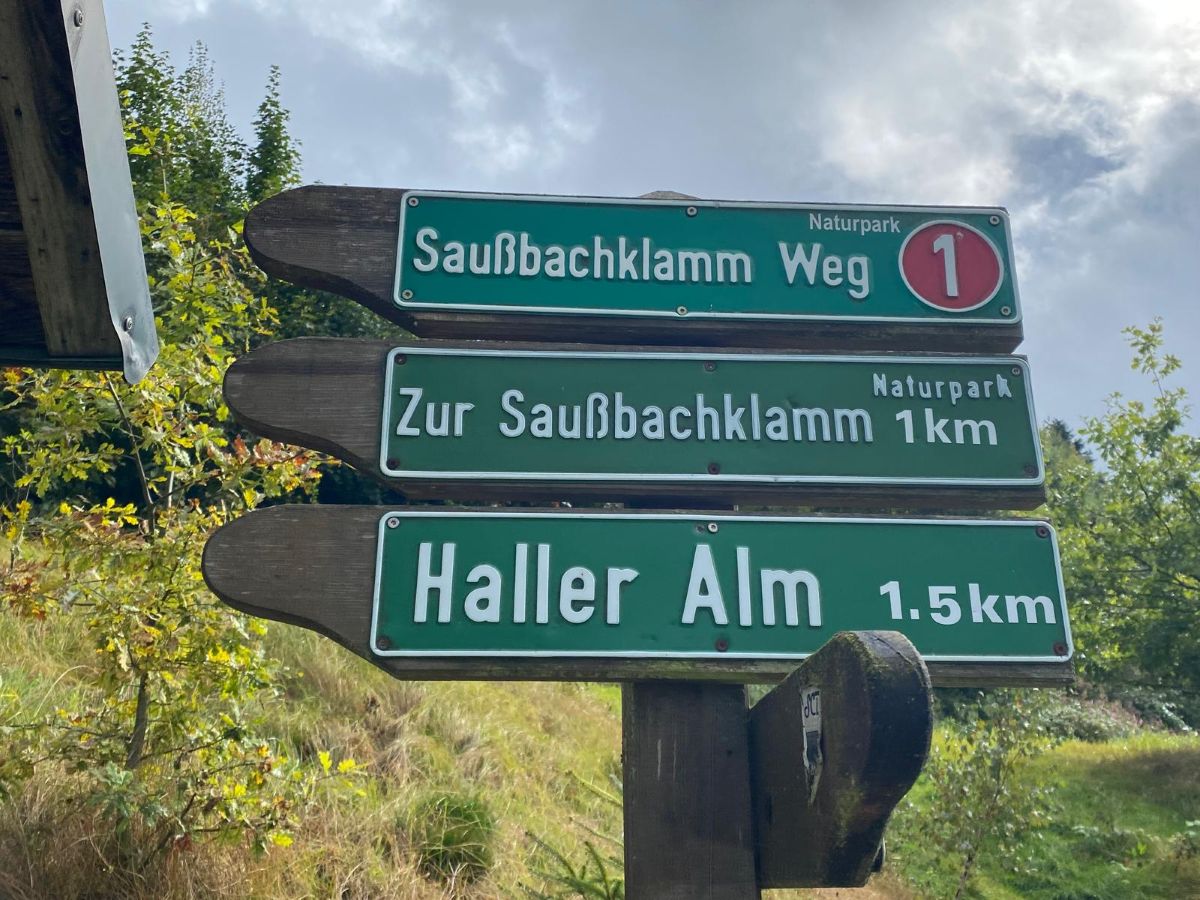 Naturpark
Saußbachklamm Weg 1
Naturpark
Zur Saußbachklamm 1km
Haller Alm 1.5km